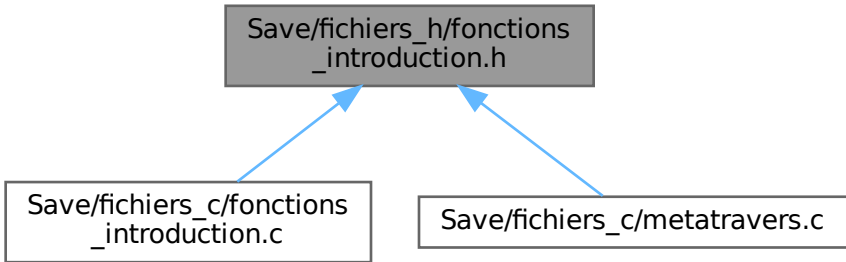 Save/fichiers_h/fonctions
_introduction.h
Save/fichiers_c/fonctions
_introduction.c
Save/fichiers_c/metatravers.c